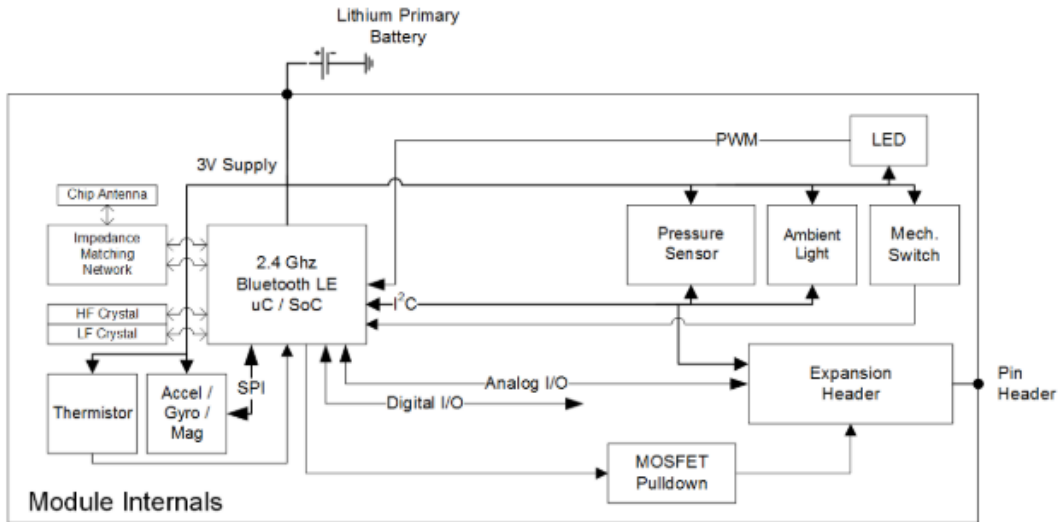 Lithium Primary
Battery
3V Supply
PWM
LED
Chip Antenna
Impedance
Matching
Network
2.4 Ghz
Bluetooth LE
uC / SoC
Pressure
Sensor
Ambient
Light
Mech.
Switch
I²C
HF Crystal
LF Crystal
Thermistor
Accel /
Gyro /
Mag
SPI
Analog I/O
Digital I/O
Expansion
Header
Pin
Header
MOSFET
Pulldown
Module Internals